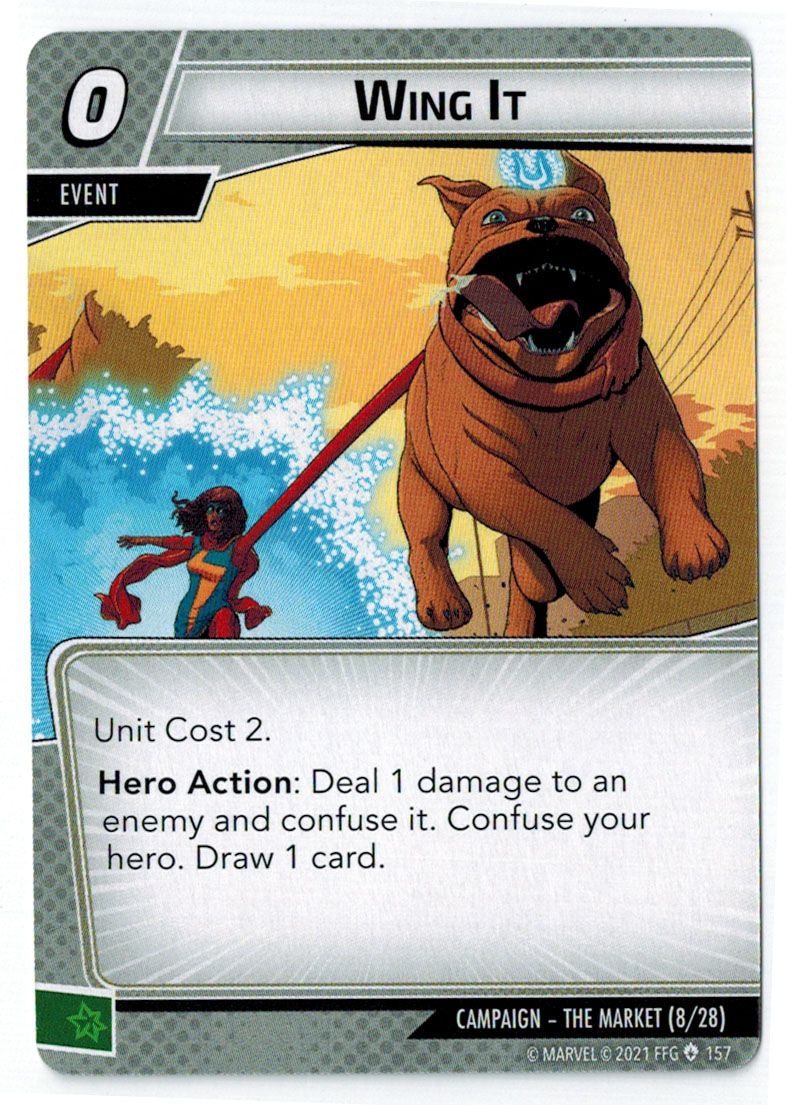 0
Wing It
EVENT
Unit Cost 2.
Hero Action: Deal 1 damage to an
enemy and confuse it. Confuse your
hero. Draw 1 card.
CAMPAIGN – THE MARKET (8/28)
© MARVEL © 2021 FFG 157